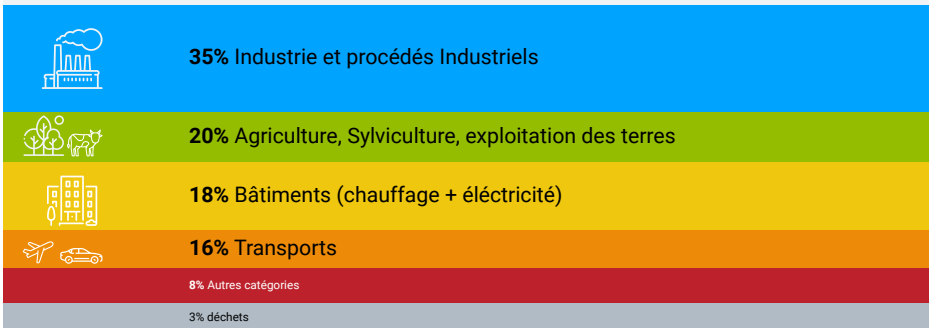 35% Industrie et procédés Industriels
20% Agriculture, Sylviculture, exploitation des terres
18% Bâtiments (chauffage + éléctricité)
16% Transports
8% Autres catégories
3% déchets